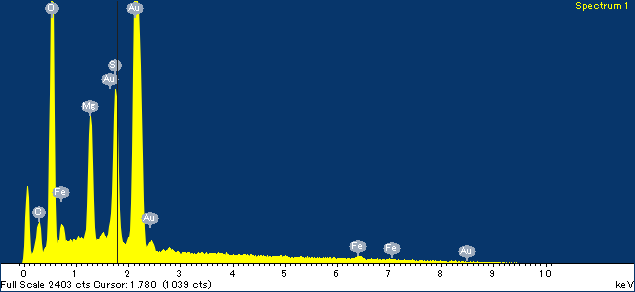 Spectrum 1
O Au
Si
Au
Mg
Fe
C Au
Fe Fe Au
0 1 2 3 4 5 6 7 8 9 10
Full Scale 2403 cts Cursor: 1.780 (1039 cts) keV